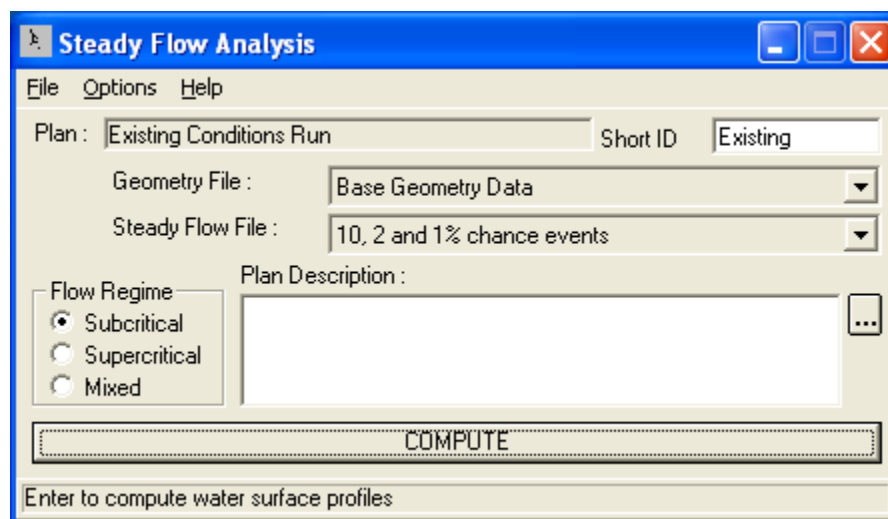 Steady Flow Analysis
File Options Help
Plan : Existing Conditions Run Short ID Existing
Geometry File : Base Geometry Data
Steady Flow File : 10, 2 and 1% chance events
Plan Description :
Flow Regime
Subcritical
Supercritical
Mixed
...
COMPUTE
Enter to compute water surface profiles